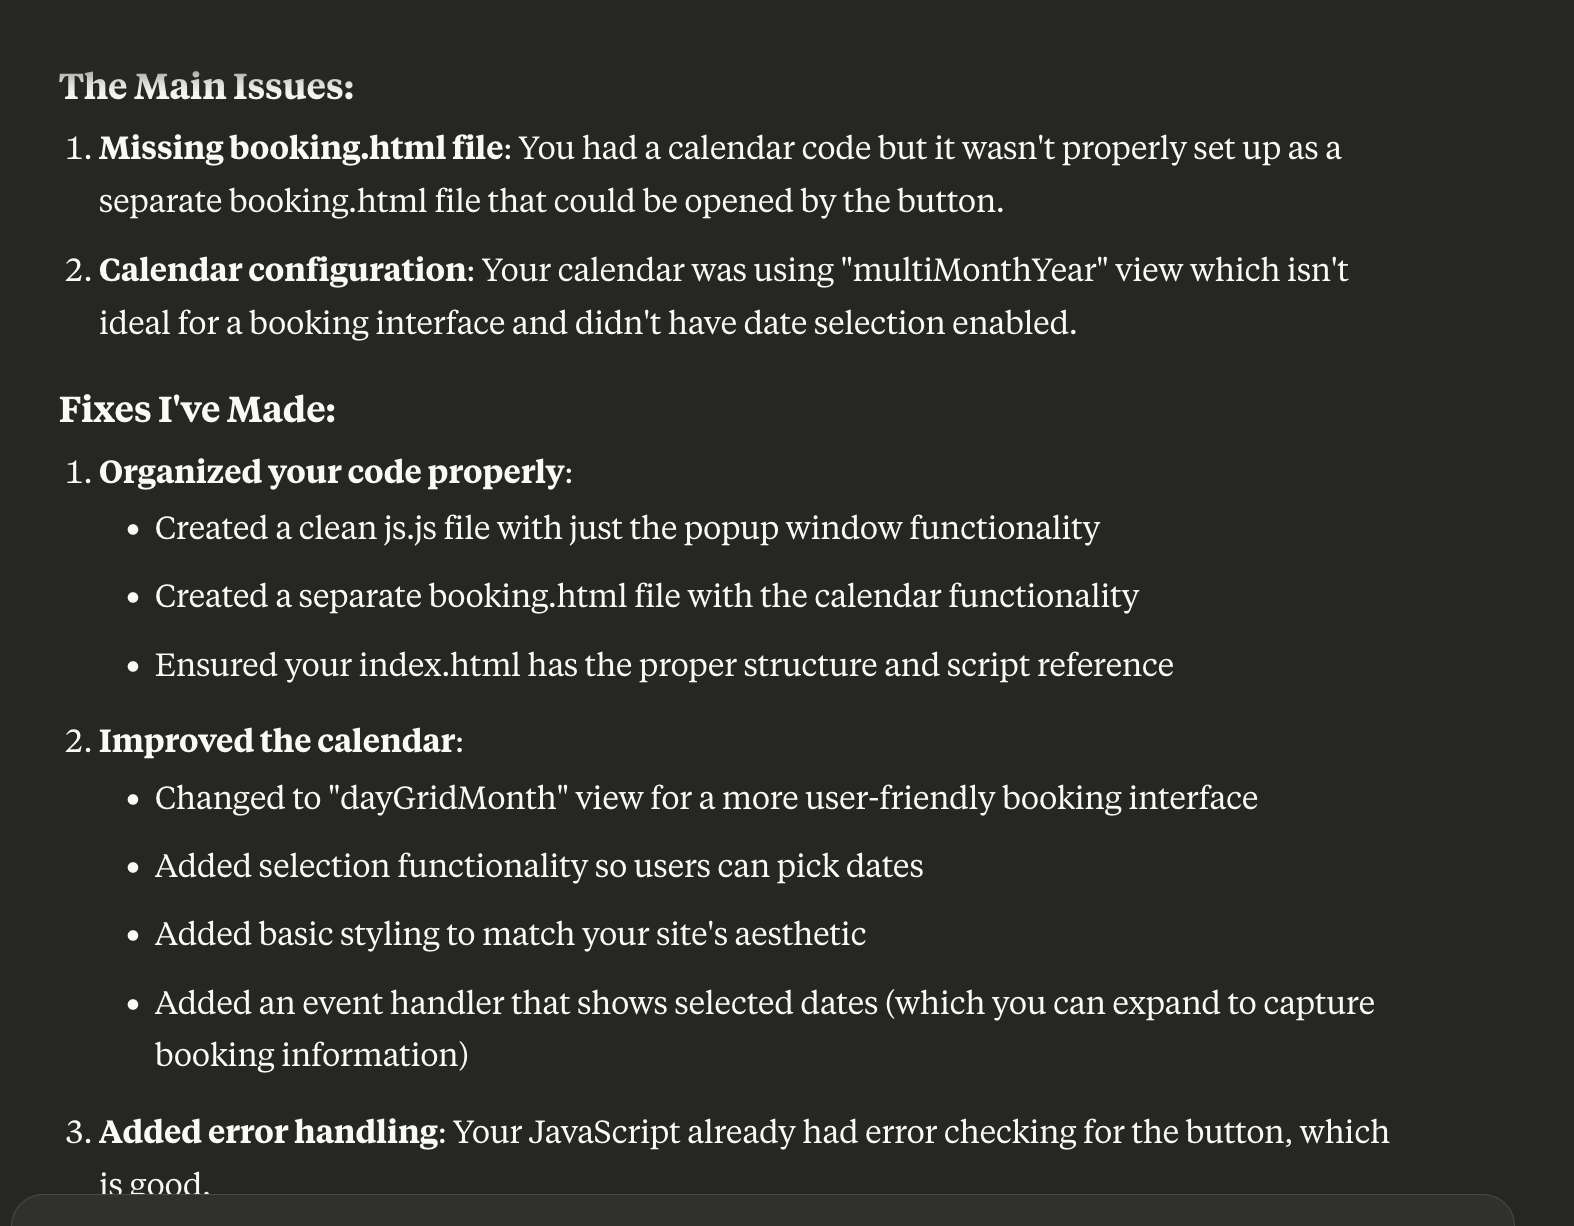 The Main Issues:
1. Missing booking.html file: You had a calendar code but it wasn't properly set up as a
separate booking.html file that could be opened by the button.
2. Calendar configuration: Your calendar was using "multiMonthYear" view which isn't
ideal for a booking interface and didn't have date selection enabled.
Fixes I've Made:
1. Organized your code properly:
• Created a clean js.js file with just the popup window functionality
• Created a separate booking.html file with the calendar functionality
• Ensured your index.html has the proper structure and script reference
2. Improved the calendar:
• Changed to "dayGridMonth" view for a more user-friendly booking interface
• Added selection functionality so users can pick dates
• Added basic styling to match your site's aesthetic
• Added an event handler that shows selected dates (which you can expand to capture
booking information)
3. Added error handling: Your JavaScript already had error checking for the button, which
is good.